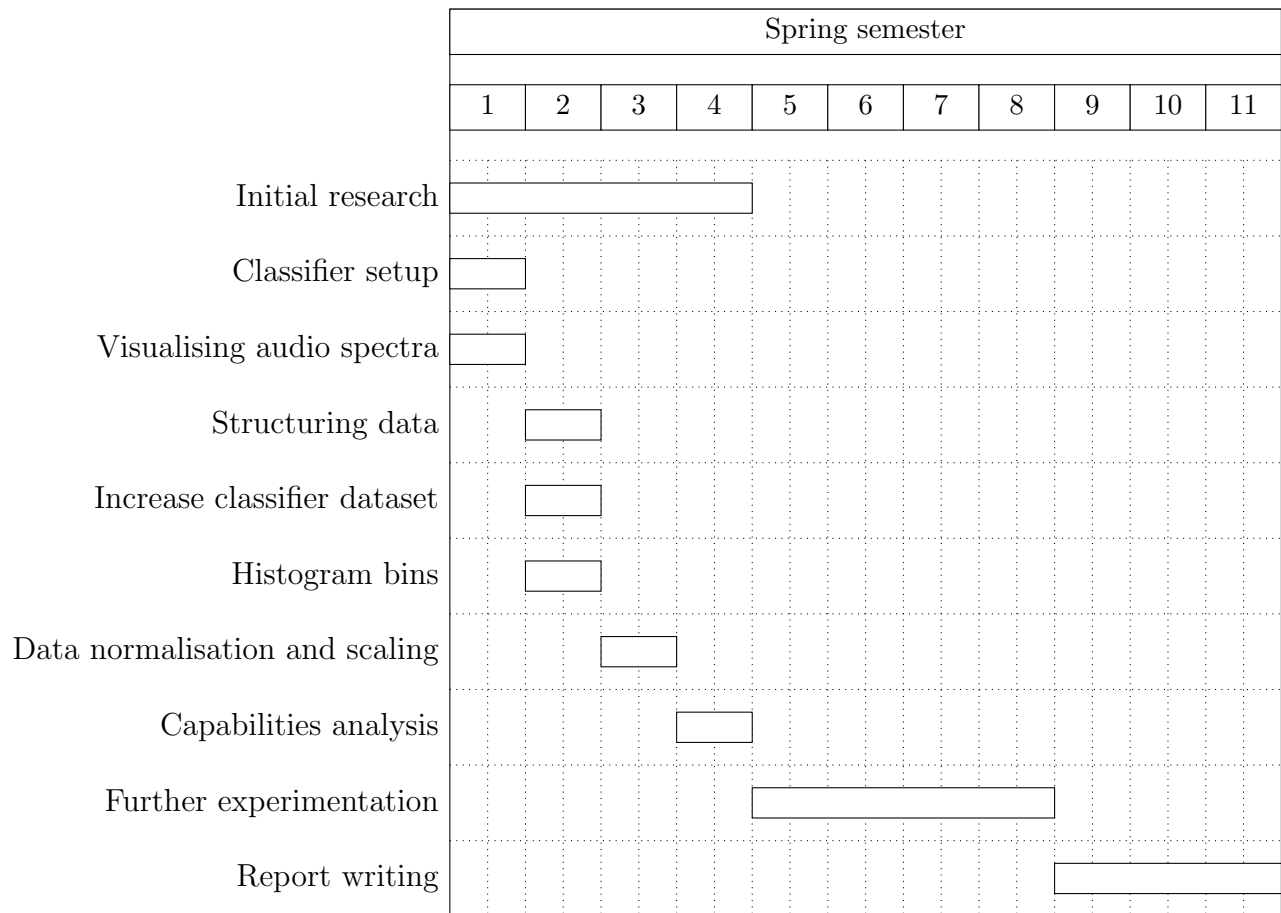 Spring semester
1 2 3 4 5 6 7 8 9 10 11
Initial research
Classifier setup
Visualising audio spectra
Structuring data
Increase classifier dataset
Histogram bins
Data normalisation and scaling
Capabilities analysis
Further experimentation
Report writing